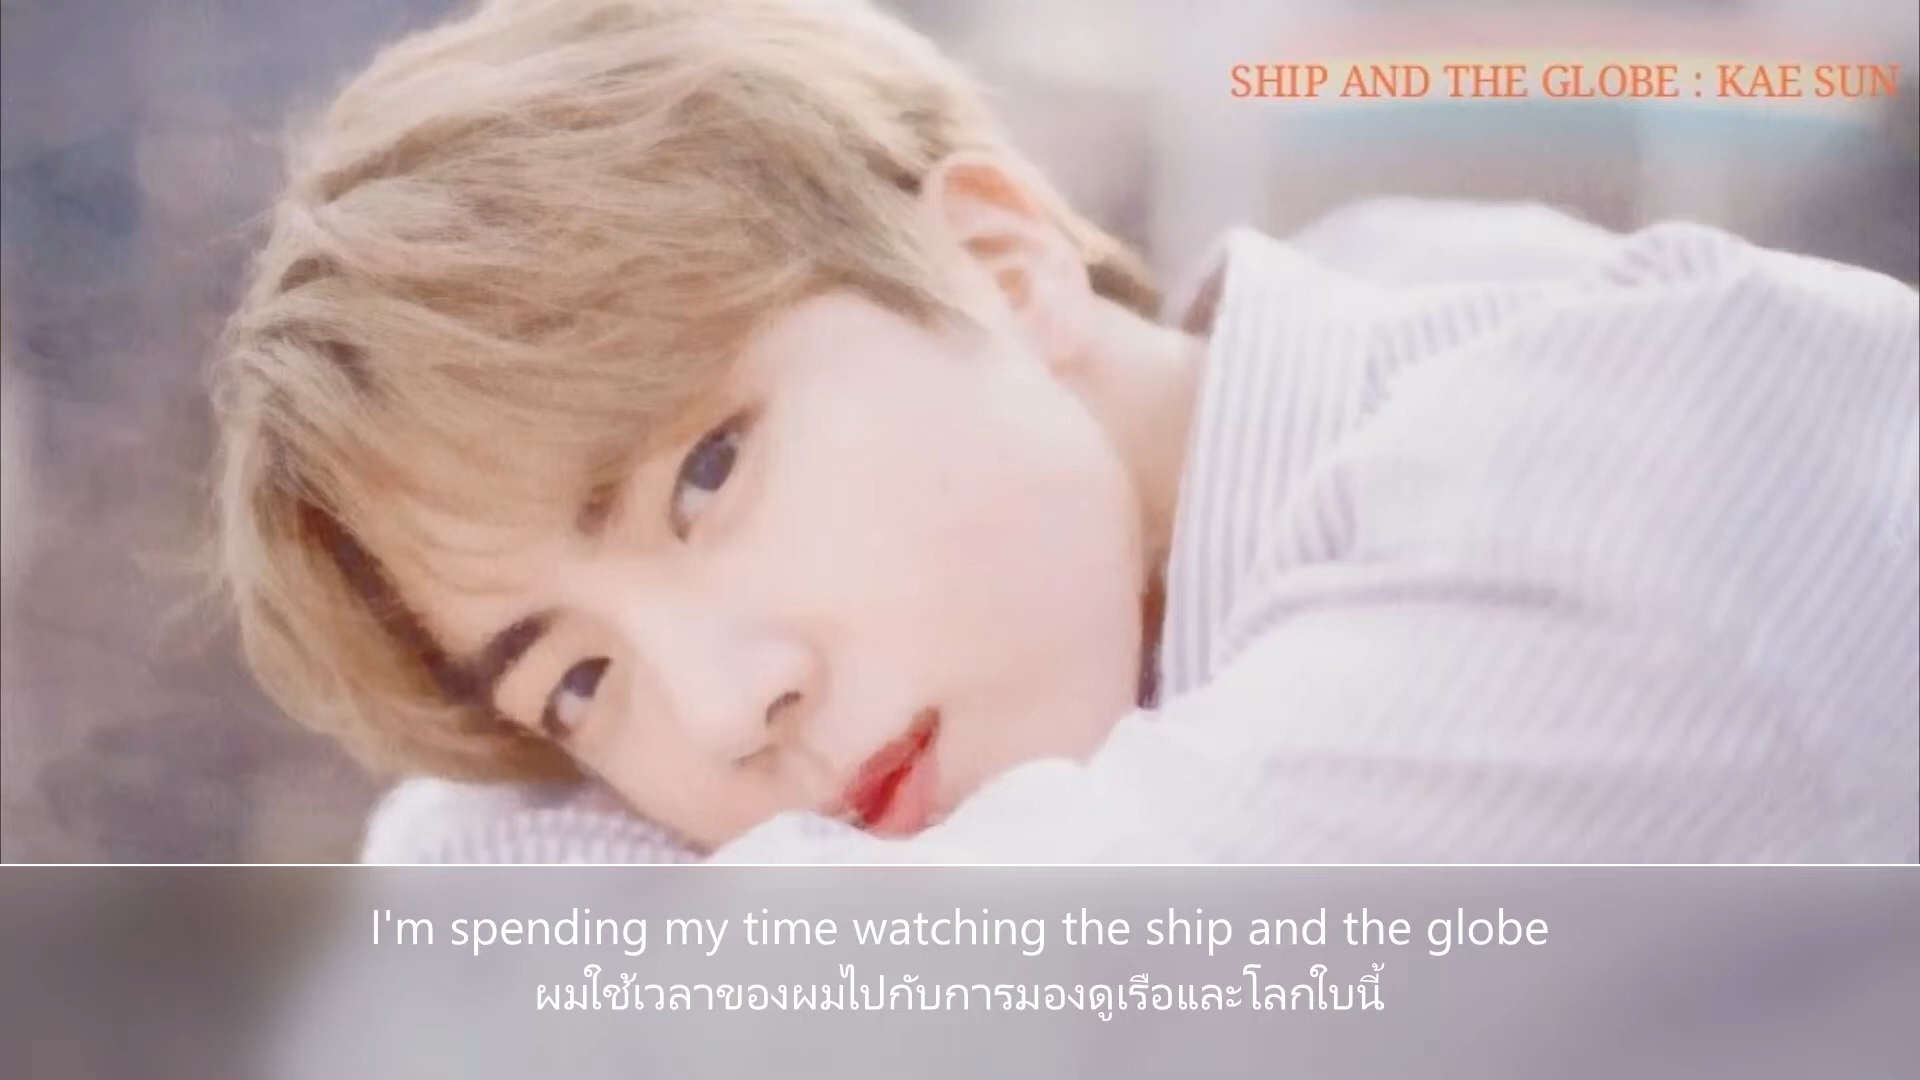 SHIP AND THE GLOBE : KAE SUN
I'm spending my time watching the ship and the globe
ผมใช้เวลาของผมไปกับการมองดูเรือและโลกใบนี้